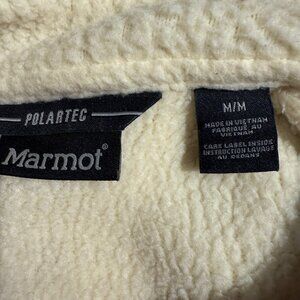 POLARTEC
Marmot®
M/M
MADE IN VIETNAM
FABRIQUÉ AU
VIETNAM
CARE LABEL INSIDE
INSTRUCTION LAVAGE
AU DEDANS